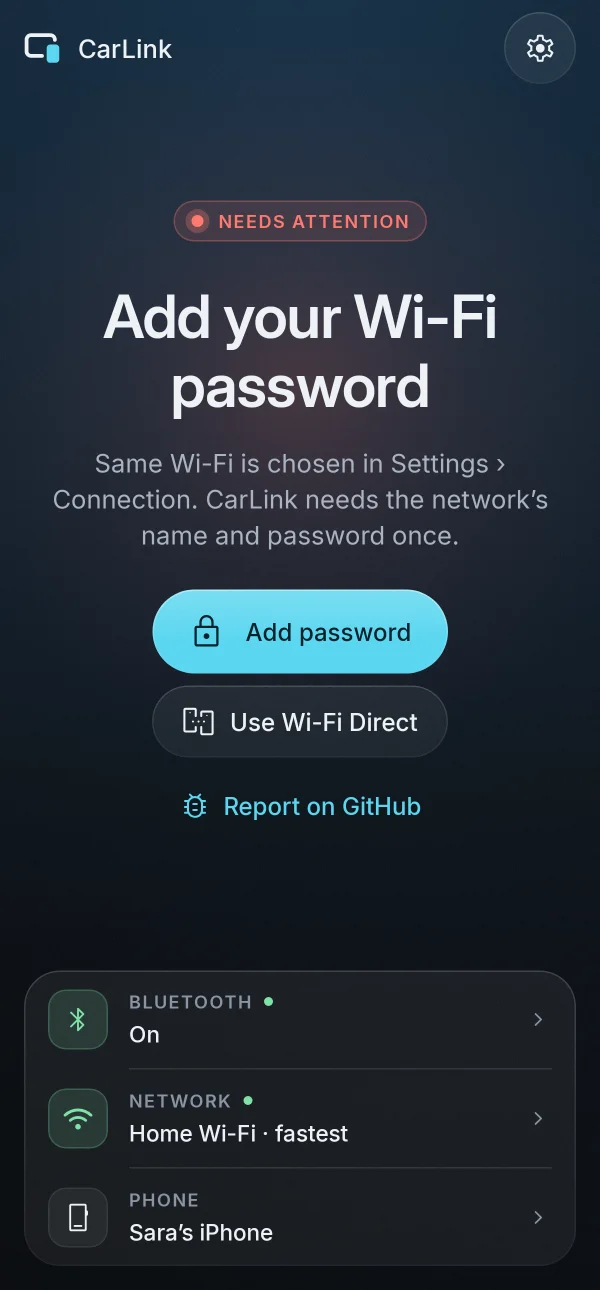 CarLink
NEEDS ATTENTION
Add your Wi-Fi
password
Same Wi-Fi is chosen in Settings ›
Connection. CarLink needs the network’s
name and password once.
Add password
Use Wi-Fi Direct
Report on GitHub
BLUETOOTH
On
NETWORK
Home Wi-Fi · fastest
PHONE
Sara’s iPhone